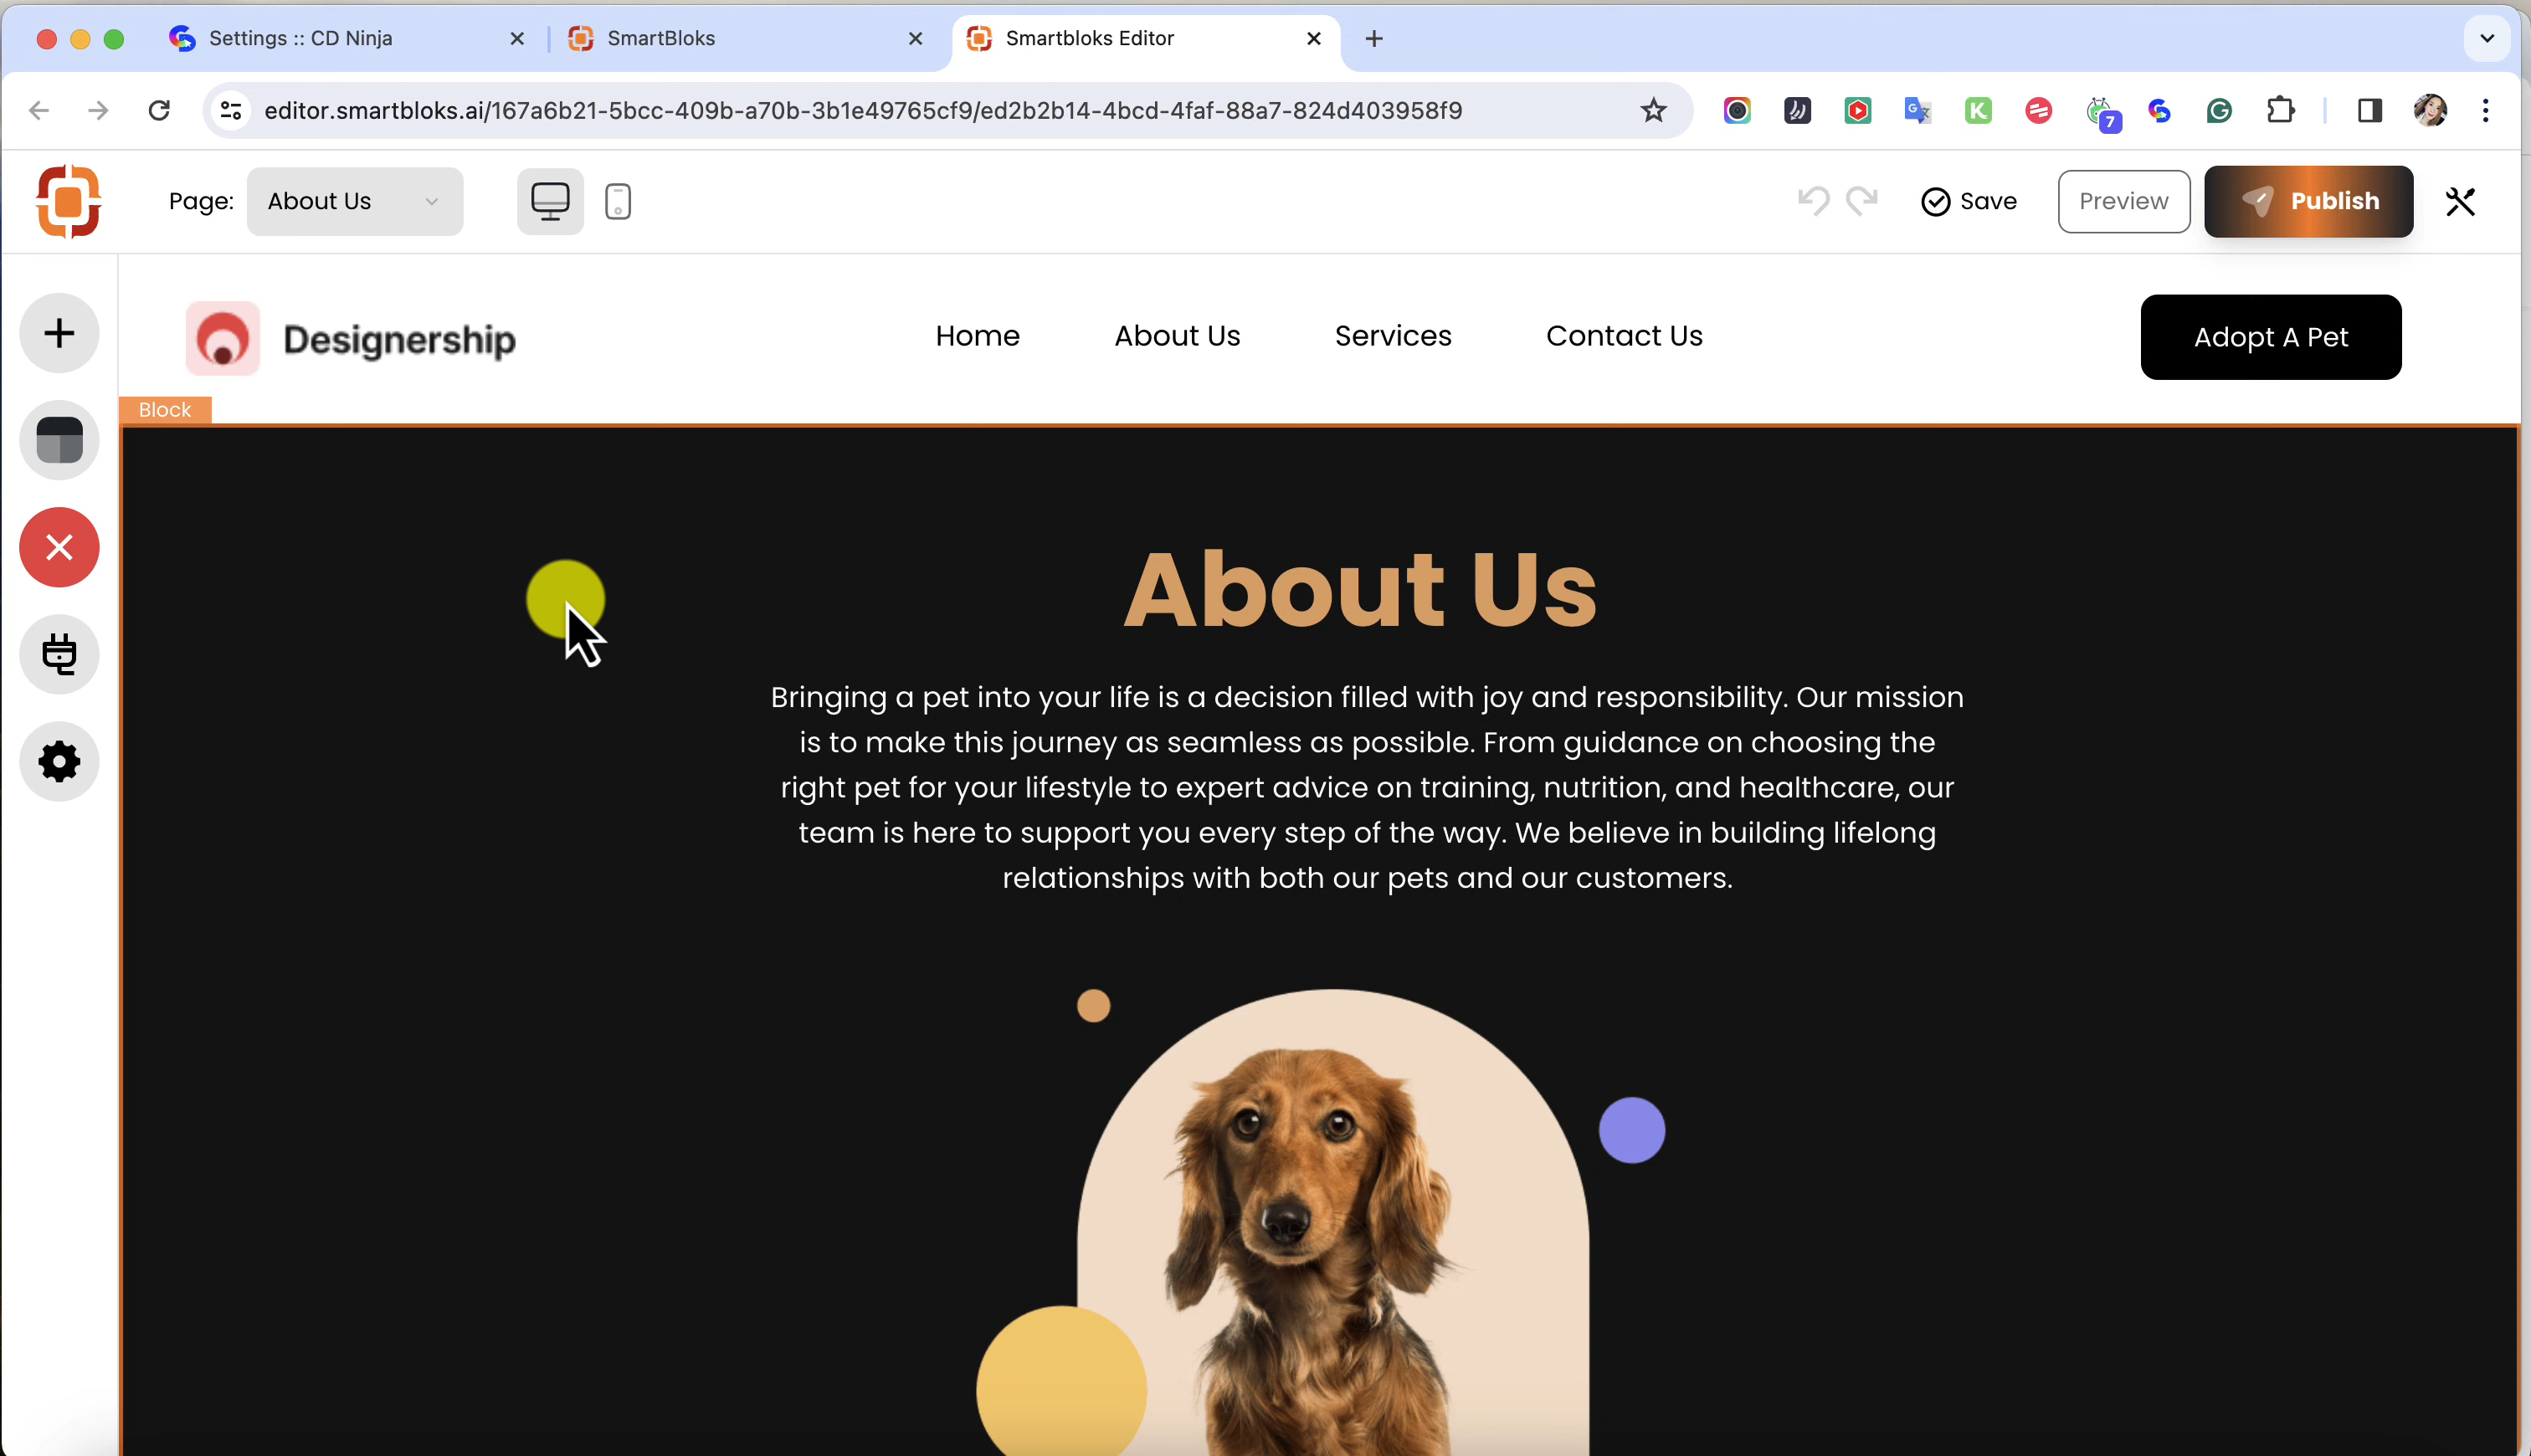 Settings :: CD Ninja
SmartBloks
Smartbloks Editor
editor.smartbloks.ai/167a6b21-5bcc-409b-a70b-3b1e49765cf9/ed2b2b14-4bcd-4faf-88a7-824d403958f9
7
Page:
About Us
Save
Preview
Publish
Designership
Home
About Us
Services
Contact Us
Adopt A Pet
Block
About Us
Bringing a pet into your life is a decision filled with joy and responsibility. Our mission
is to make this journey as seamless as possible. From guidance on choosing the
right pet for your lifestyle to expert advice on training, nutrition, and healthcare, our
team is here to support you every step of the way. We believe in building lifelong
relationships with both our pets and our customers.